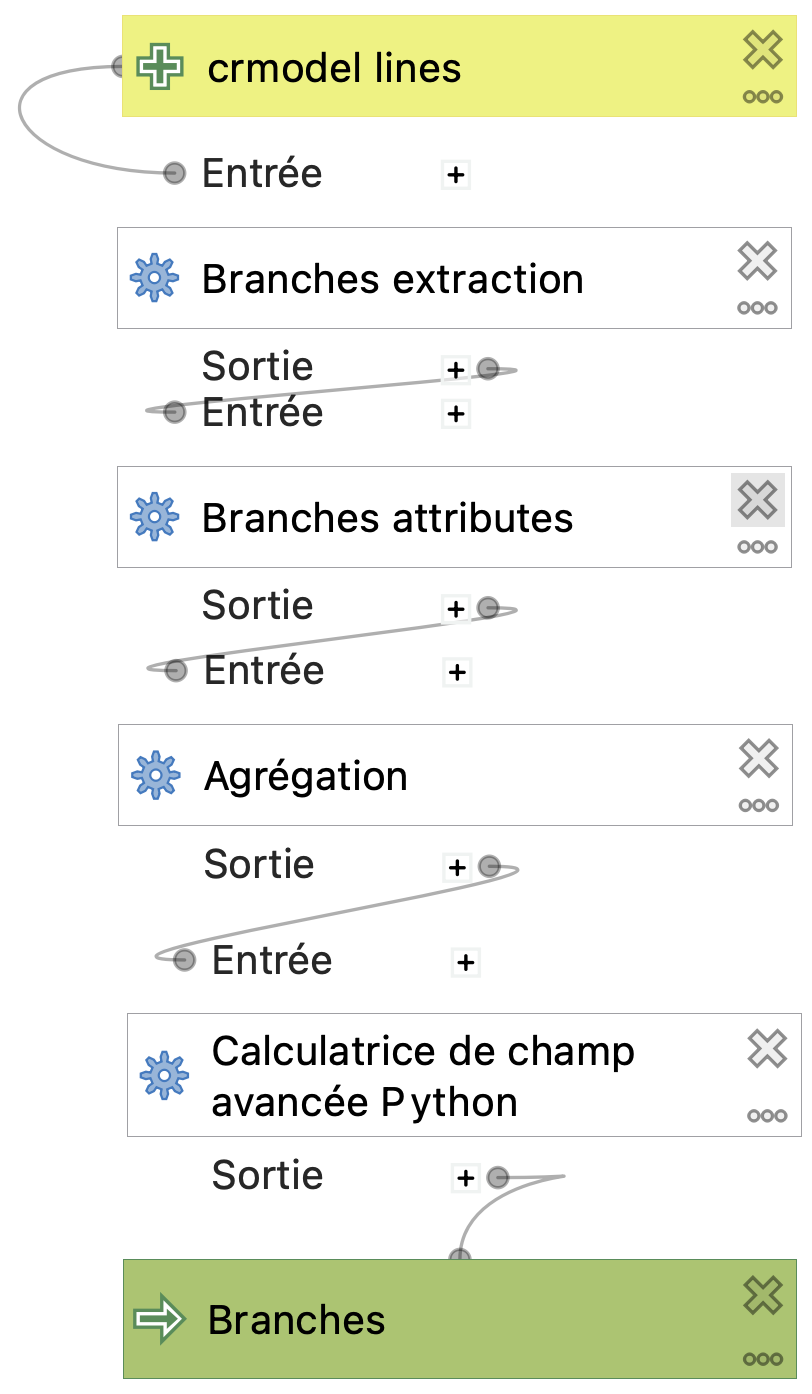 crmodel lines
Entrée
Branches extraction
Sortie
Entrée
Branches attributes
Sortie
Entrée
Agrégation
Sortie
Entrée
Calculatrice de champ
avancée Python
Sortie
Branches